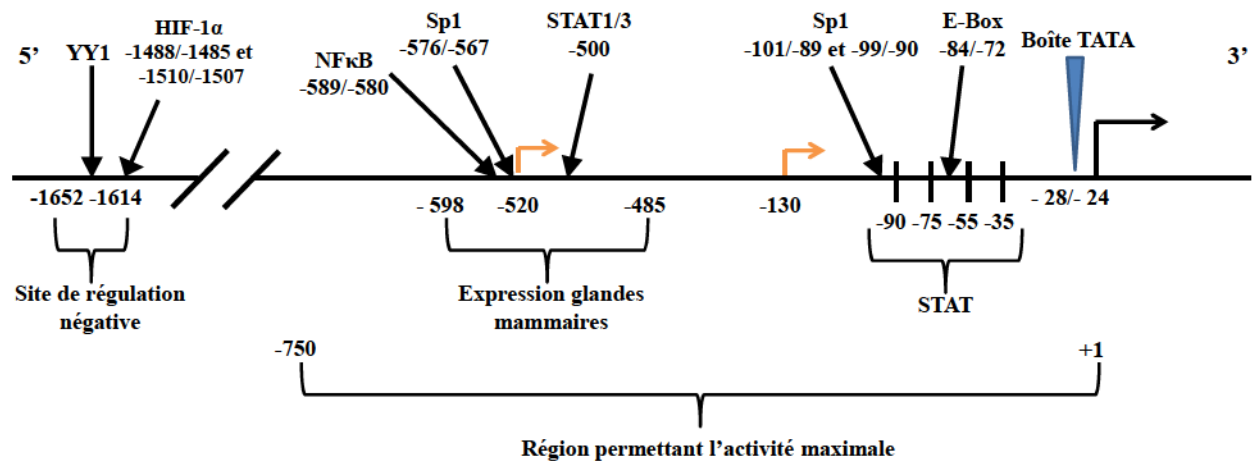 5’
YY1
HIF-1α
-1488/-1485 et
-1510/-1507
NFκB
-589/-580
Sp1
-576/-567
STAT1/3
-500
Sp1
-101/-89 et -99/-90
E-Box
-84/-72
Boîte TATA
3’
-1652 -1614
- 598
-520
-485
-130
-90 -75 -55 -35
- 28/- 24
Site de régulation
négative
Expression glandes
mammaires
STAT
-750
+1
Région permettant l’activité maximale